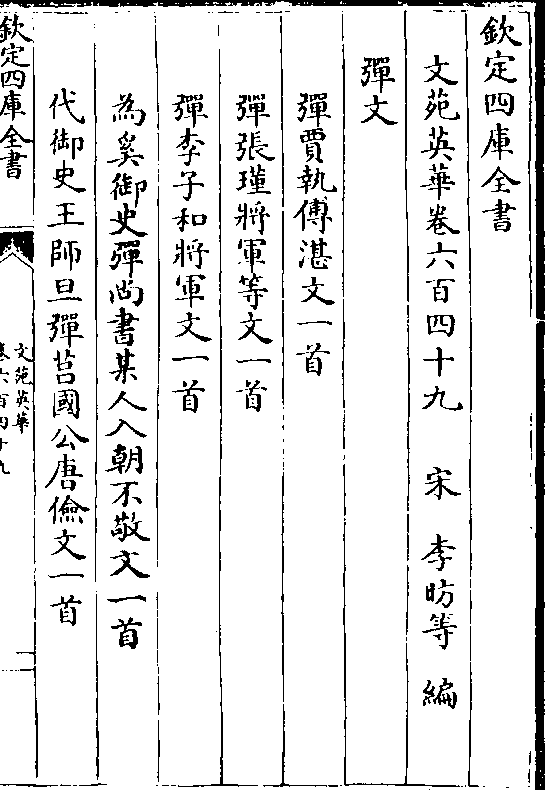 欽定四庫全書
文苑英華卷六百四十九　宋　李昉等　編
彈文
彈賈執傅湛文一首
彈張瑾將軍等文一首
彈李子和將軍文一首
為奚御史彈尚書某人入朝不敬文一首
代御史王師旦彈莒國公唐儉文一首
欽定四庫全書
文苑英華
卷六百四十九
一